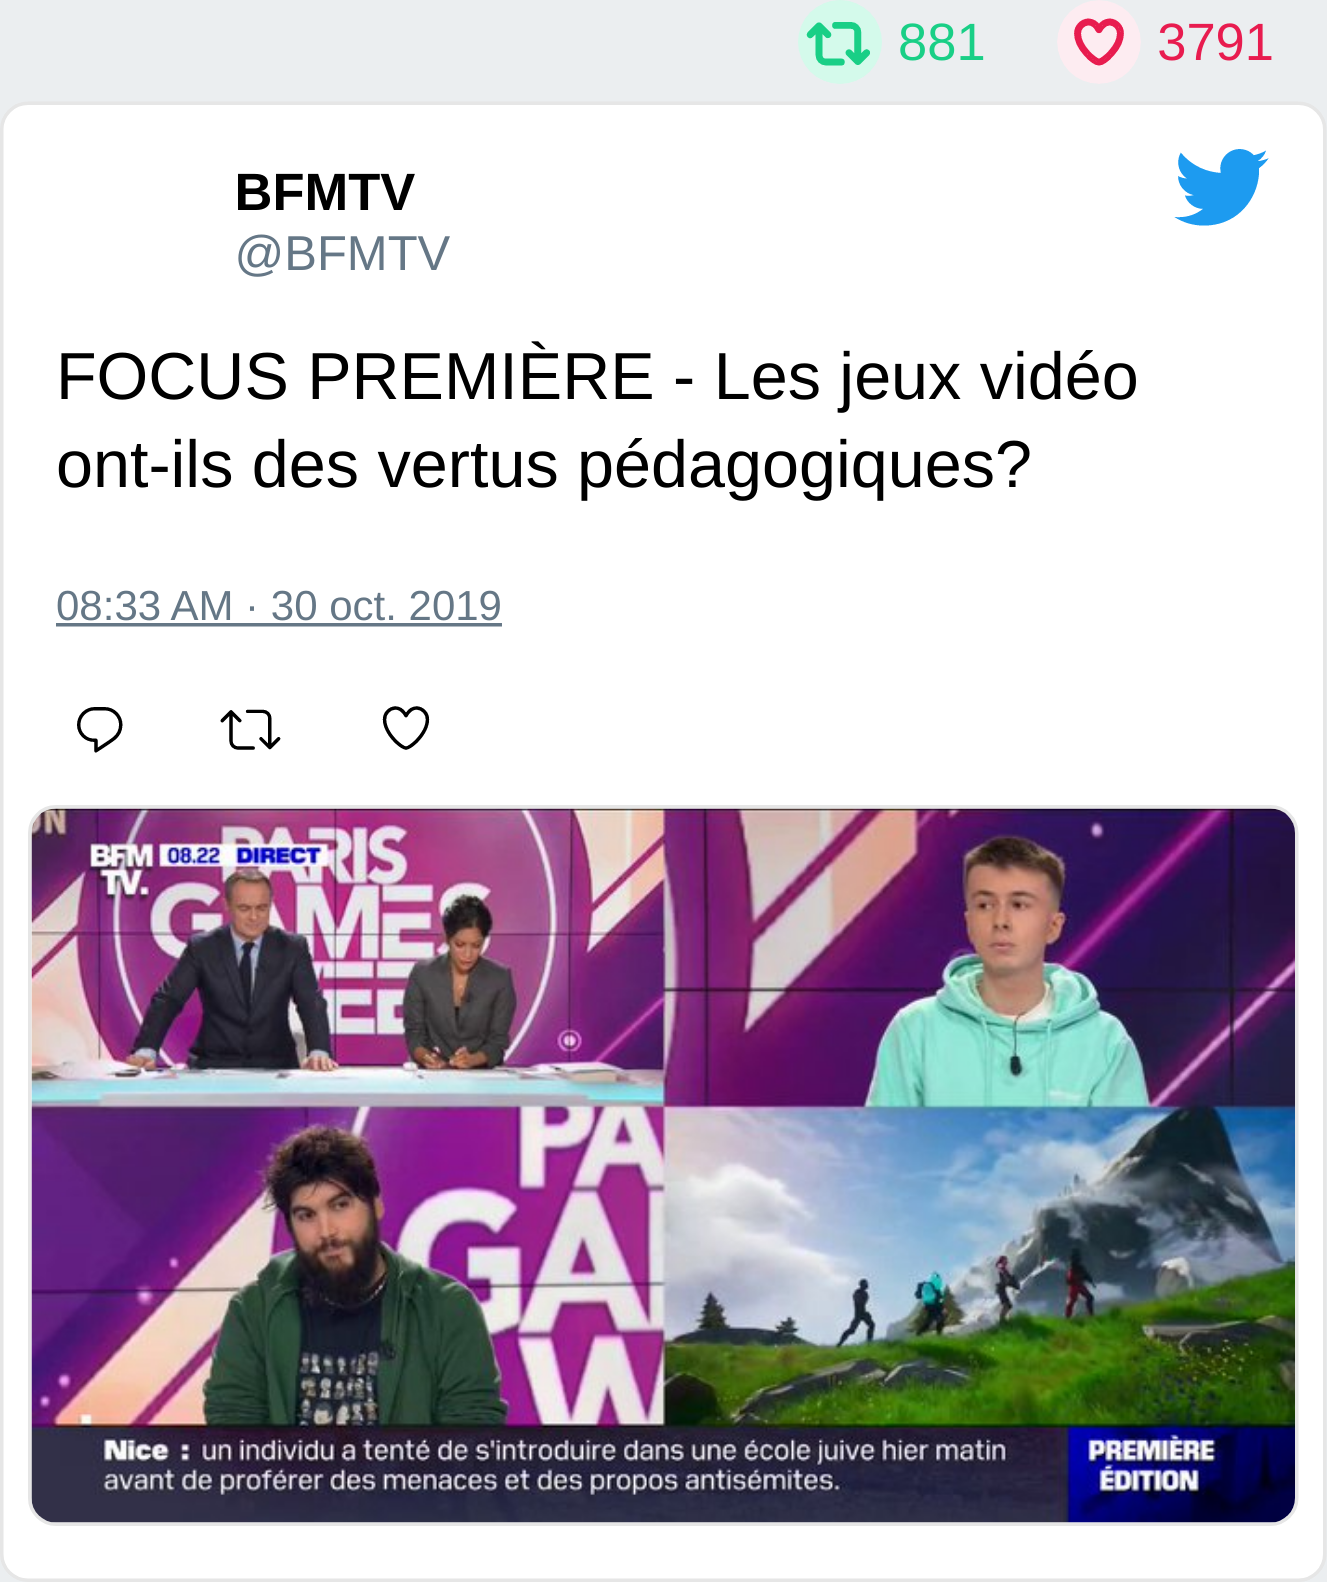 881 3791
BFMTV
@BFMTV
FOCUS PREMIÈRE - Les jeux vidéo
ont-ils des vertus pédagogiques?
08:33 AM · 30 oct. 2019
BFM 08.22 DIRECT
TV.
PARIS
GAMES
PA
GA
W
Nice : un individu a tenté de s'introduire dans une école juive hier matin
avant de proférer des menaces et des propos antisémites.
PREMIÈRE
ÉDITION